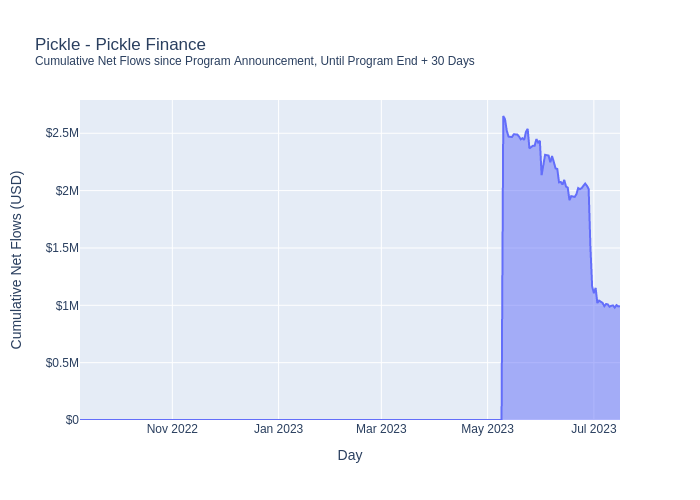 Pickle - Pickle Finance
Cumulative Net Flows since Program Announcement, Until Program End + 30 Days
Cumulative Net Flows (USD)
$2.5M
$2M
$1.5M
$1M
$0.5M
$0
Nov 2022
Jan 2023
Mar 2023
May 2023
Jul 2023
Day